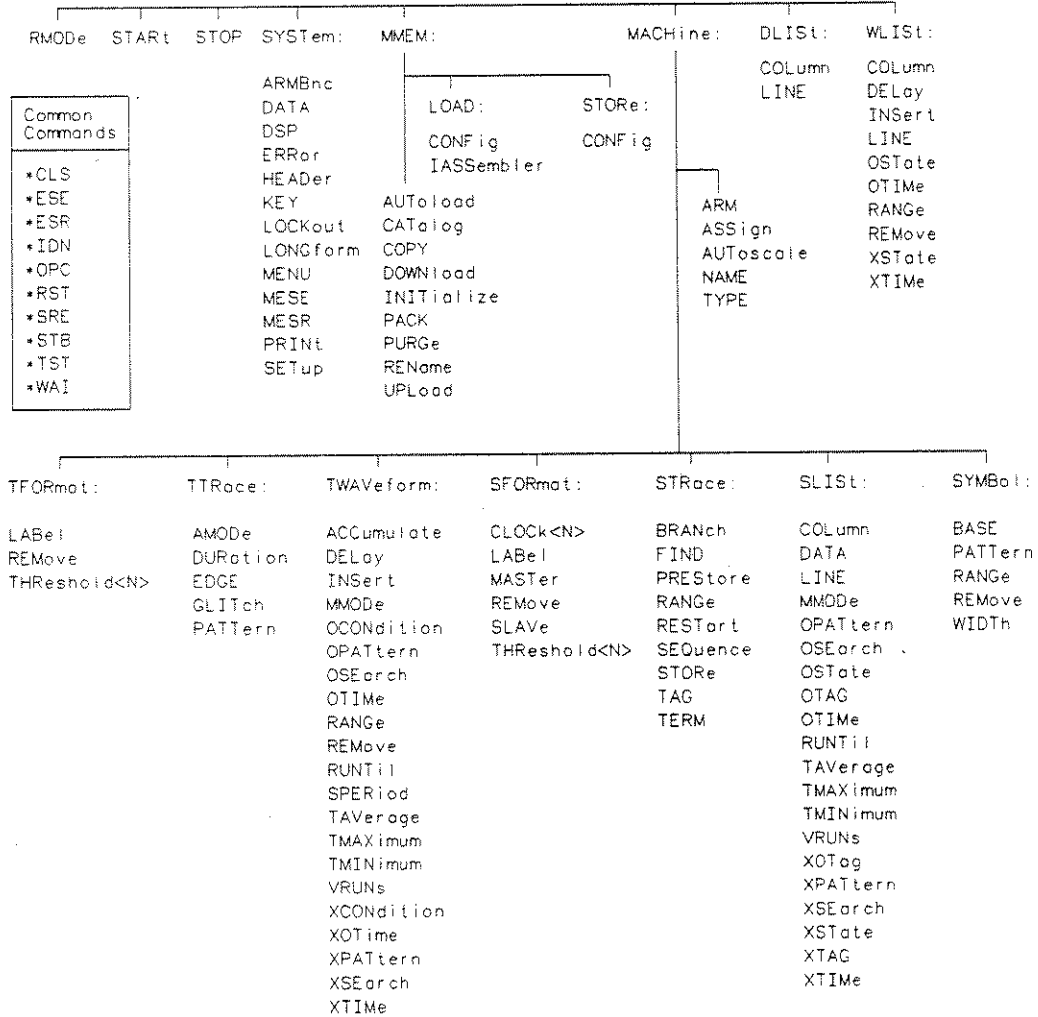 RMODe STARt STOP SYSTem: MMEM: MACHine: DLISt: WLISt:
Common
Commands
*CLS
*ESE
*ESR
*IDN
*OPC
*RST
*SRE
*STB
*TST
*WAI
ARMBnc
DATA
DSP
ERRor
HEADer
KEY
LOCKout
LONGform
MENU
MESE
MESR
PRINt
SETup
LOAD:
CONFig
IASSembler
STORe:
CONFig
AUToload
CATalog
COPY
DOWNload
INITialize
PACK
PURGe
REName
UPLoad
ARM
ASSign
AUToscale
NAME
TYPE
COLumn
LINE
COLumn
DELay
INSert
LINE
OSTate
OTIMe
RANGe
REMove
XSTate
XTIMe
TFORmat:
LABel
REMove
THReshold<N>
TTRace:
AMODe
DURation
EDGE
GLITch
PATTern
TWAVeform:
ACCumulate
DELay
INSert
MMODe
OCONdition
OPATtern
OSEarch
OTIMe
RANGe
REMove
RUNTil
SPERiod
TAVerage
TMAXimum
TMINimum
VRUNs
XCONdition
XOTime
XPATtern
XSEarch
XTIMe
SFORmat:
CLOCk<N>
LABel
MASTer
REMove
SLAVe
THReshold<N>
STRace:
BRANch
FIND
PREStore
RANGe
RESTart
SEQuence
STORe
TAG
TERM
SLISt:
COLumn
DATA
LINE
MMODe
OPATtern
OSEarch
OSTate
OTAG
OTIMe
RUNTil
TAVerage
TMAXimum
TMINimum
VRUNs
XOTag
XPATtern
XSEarch
XSTate
XTAG
XTIMe
SYMBol:
BASE
PATTern
RANGe
REMove
WIDTh